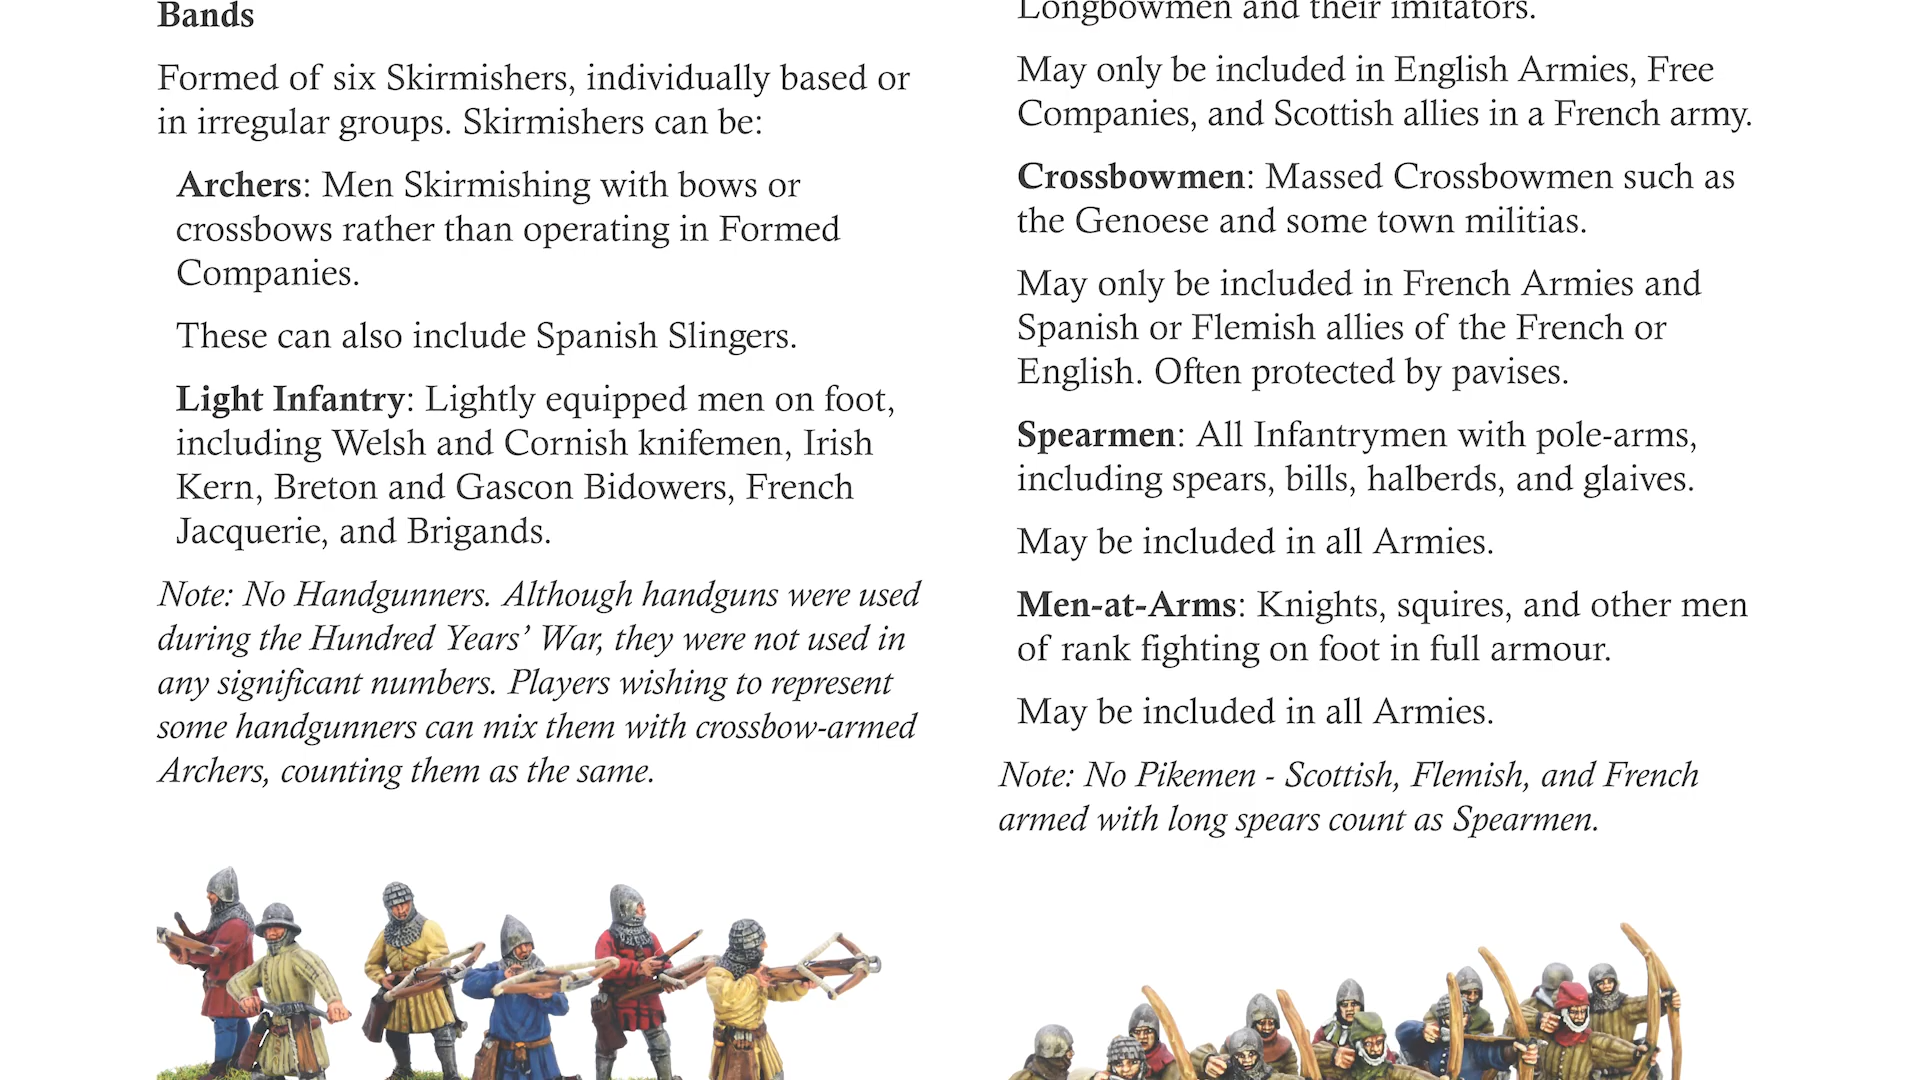 Bands
Formed of six Skirmishers, individually based or
in irregular groups. Skirmishers can be:
Archers: Men Skirmishing with bows or
crossbows rather than operating in Formed
Companies.
These can also include Spanish Slingers.
Light Infantry: Lightly equipped men on foot,
including Welsh and Cornish knifemen, Irish
Kern, Breton and Gascon Bidowers, French
Jacquerie, and Brigands.
Note: No Handgunners. Although handguns were used
during the Hundred Years’ War, they were not used in
any significant numbers. Players wishing to represent
some handgunners can mix them with crossbow-armed
Archers, counting them as the same.
Longbowmen and their imitators.
May only be included in English Armies, Free
Companies, and Scottish allies in a French army.
Crossbowmen: Massed Crossbowmen such as
the Genoese and some town militias.
May only be included in French Armies and
Spanish or Flemish allies of the French or
English. Often protected by pavises.
Spearmen: All Infantrymen with pole-arms,
including spears, bills, halberds, and glaives.
May be included in all Armies.
Men-at-Arms: Knights, squires, and other men
of rank fighting on foot in full armour.
May be included in all Armies.
Note: No Pikemen - Scottish, Flemish, and French
armed with long spears count as Spearmen.